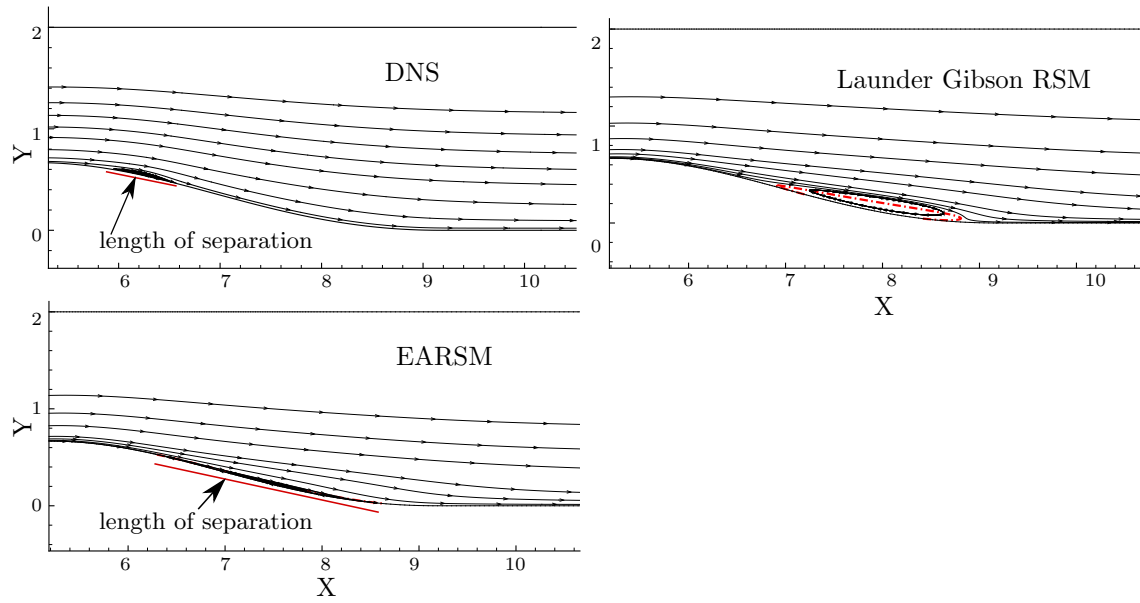 DNS
2
1
0
Y
length of separation
6 7 8 9 10
Launder Gibson RSM
2
1
0
7 8 9 10
X
EARSM
2
1
0
Y
length of separation
6 7 8 9 10
X